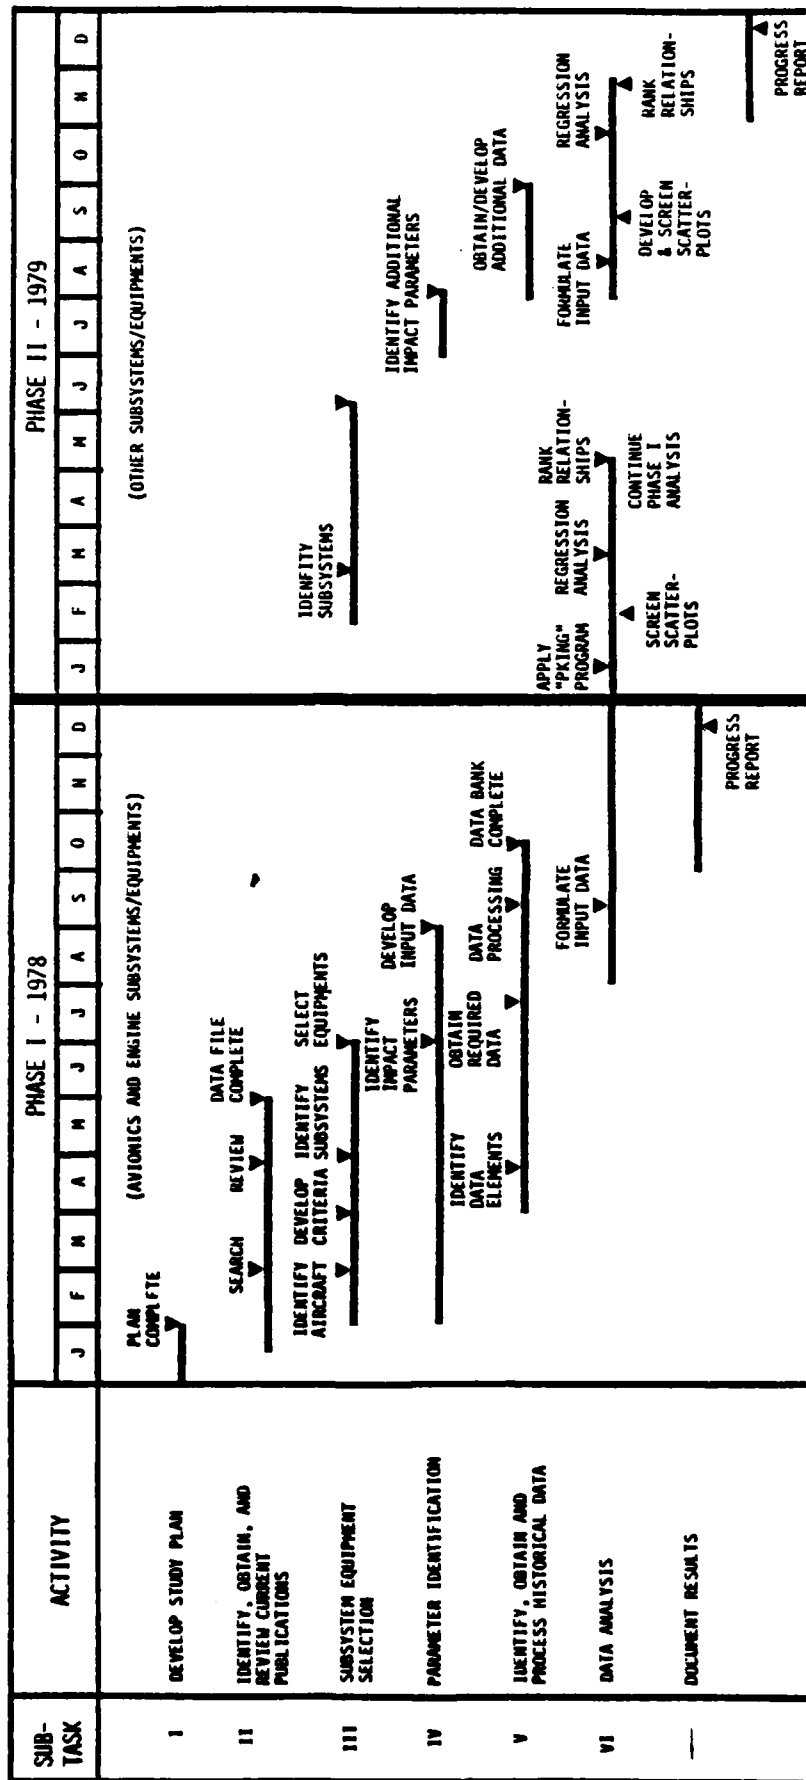 SUB-
TASK
ACTIVITY
PHASE I - 1978
PHASE II - 1979
J F M A M J J A S O N D
J F M A M J J A S O N D
(AVIONICS AND ENGINE SUBSYSTEMS/EQUIPMENTS)
(OTHER SUBSYSTEMS/EQUIPMENTS)
I
DEVELOP STUDY PLAN
PLAN
COMPLETE
II
IDENTIFY, OBTAIN, AND
REVIEW CURRENT
PUBLICATIONS
SEARCH
REVIEW
DATA FILE
COMPLETE
III
SUBSYSTEM EQUIPMENT
SELECTION
IDENTIFY
AIRCRAFT
DEVELOP
CRITERIA
IDENTIFY
SUBSYSTEMS
SELECT
EQUIPMENTS
IDENFITY
SUBSYSTEMS
IV
PARAMETER IDENTIFICATION
IDENTIFY
IMPACT
PARAMETERS
DEVELOP
INPUT DATA
IDENTIFY ADDITIONAL
IMPACT PARAMETERS
V
IDENTIFY, OBTAIN AND
PROCESS HISTORICAL DATA
IDENTIFY
DATA
ELEMENTS
OBTAIN
REQUIRED
DATA
DATA
PROCESSING
DATA BANK
COMPLETE
OBTAIN/DEVELOP
ADDITIONAL DATA
VI
DATA ANALYSIS
FORMULATE
INPUT DATA
APPLY
"PKING"
PROGRAM
SCREEN
SCATTER-
PLOTS
REGRESSION
ANALYSIS
RANK
RELATION-
SHIPS
CONTINUE
PHASE I
ANALYSIS
FORMULATE
INPUT DATA
DEVELOP
& SCREEN
SCATTER-
PLOTS
REGRESSION
ANALYSIS
RANK
RELATION-
SHIPS
—
DOCUMENT RESULTS
PROGRESS
REPORT
PROGRESS
REPORT